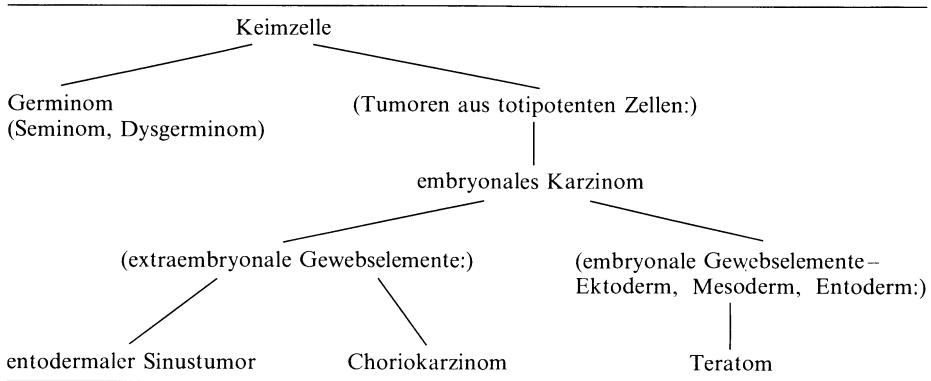 Keimzelle
Germinom
(Seminom, Dysgerminom)
(Tumoren aus totipotenten Zellen:)
embryonales Karzinom
(extraembryonale Gewebselemente:)
(embryonale Gewebselemente–
Ektoderm, Mesoderm, Entoderm:)
entodermaler Sinustumor
Choriokarzinom
Teratom